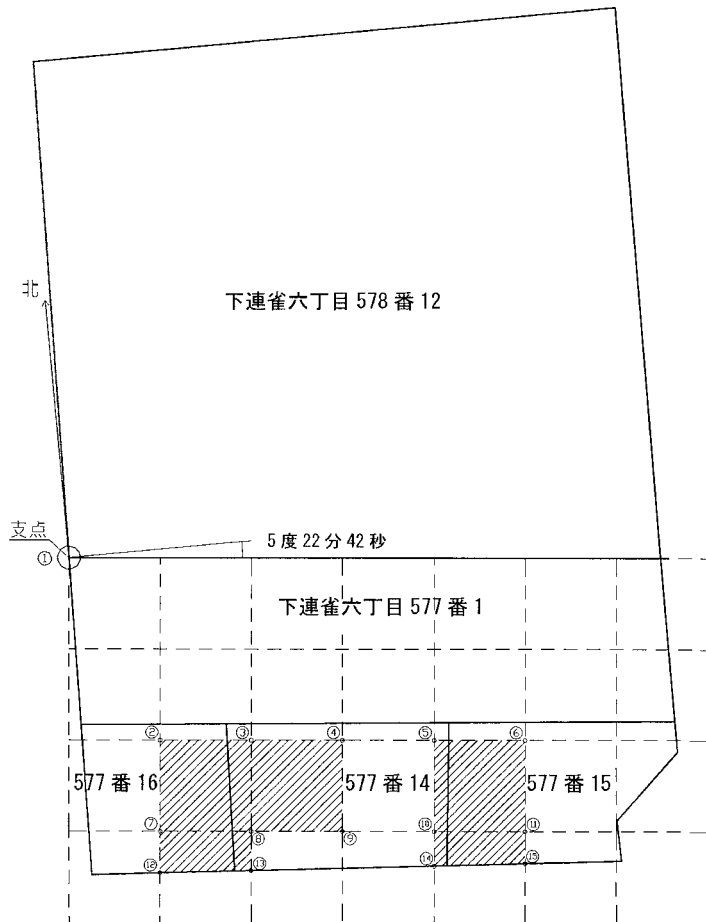 下連雀六丁目 578 番 12
北
支点
①
5 度 22 分 42 秒
下連雀六丁目 577 番 1
② ③ ④ ⑤ ⑥
577 番 16
577 番 14
577 番 15
⑦ ⑧ ⑨ ⑩ ⑪
⑫ ⑬ ⑭ ⑮